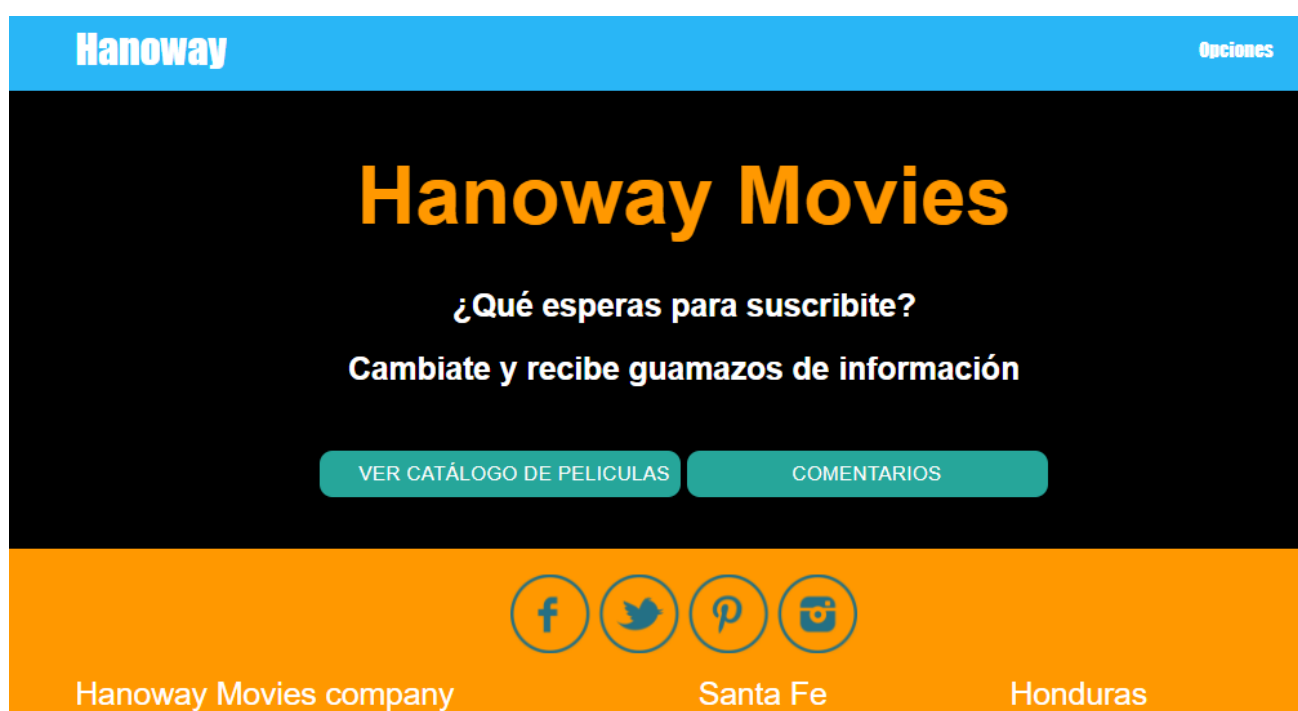 Hanoway
Opciones
Hanoway Movies
¿Qué esperas para suscribite?
Cambiate y recibe guamazos de información
VER CATÁLOGO DE PELICULAS
COMENTARIOS
Hanoway Movies company
Santa Fe
Honduras